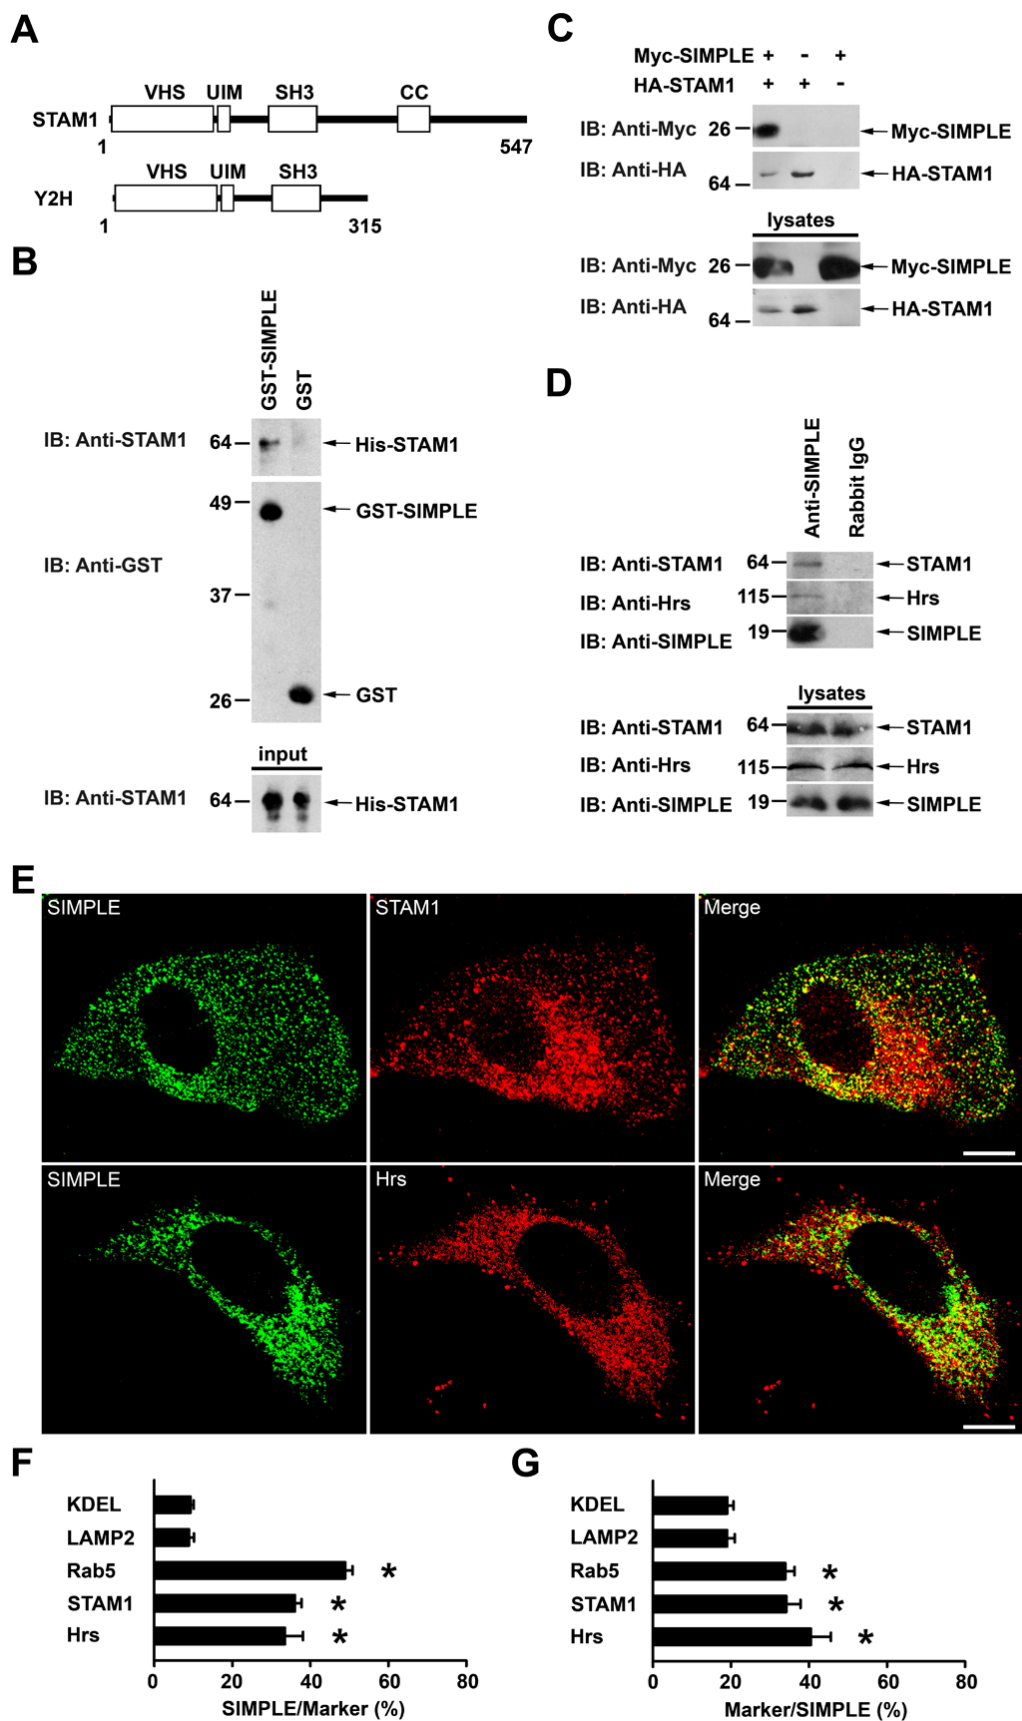 A
VHS UIM SH3 CC
STAM1
1 547
VHS UIM SH3
Y2H
1 315
B
GST-SIMPLE
GST
IB: Anti-STAM1 64 His-STAM1
49 GST-SIMPLE
IB: Anti-GST
37
26 GST
input
IB: Anti-STAM1 64 His-STAM1
C
Myc-SIMPLE + - +
HA-STAM1 + + -
IB: Anti-Myc 26 Myc-SIMPLE
IB: Anti-HA 64 HA-STAM1
lysates
IB: Anti-Myc 26 Myc-SIMPLE
IB: Anti-HA 64 HA-STAM1
D
Anti-SIMPLE
Rabbit IgG
IB: Anti-STAM1 64 STAM1
IB: Anti-Hrs 115 Hrs
IB: Anti-SIMPLE 19 SIMPLE
lysates
IB: Anti-STAM1 64 STAM1
IB: Anti-Hrs 115 Hrs
IB: Anti-SIMPLE 19 SIMPLE
E
SIMPLE STAM1 Merge
SIMPLE Hrs Merge
F
KDEL
LAMP2
Rab5 *
STAM1 *
Hrs *
0 20 40 60 80
SIMPLE/Marker (%)
G
KDEL
LAMP2
Rab5 *
STAM1 *
Hrs *
0 20 40 60 80
Marker/SIMPLE (%)